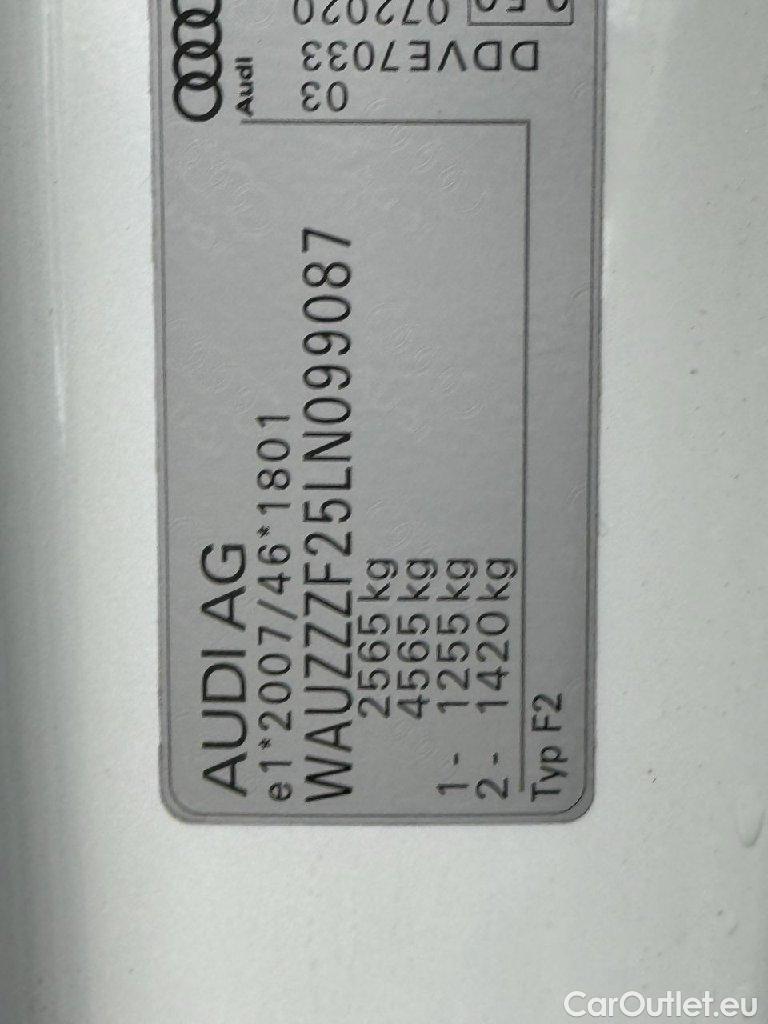 AUDI AG
e1*2007/46*1801
WAUZZZF25LN099087
2565 kg
4565 kg
1- 1255 kg
2- 1420 kg
Typ F2
Audi
072020
DDVE7033
03
CarOutlet.eu